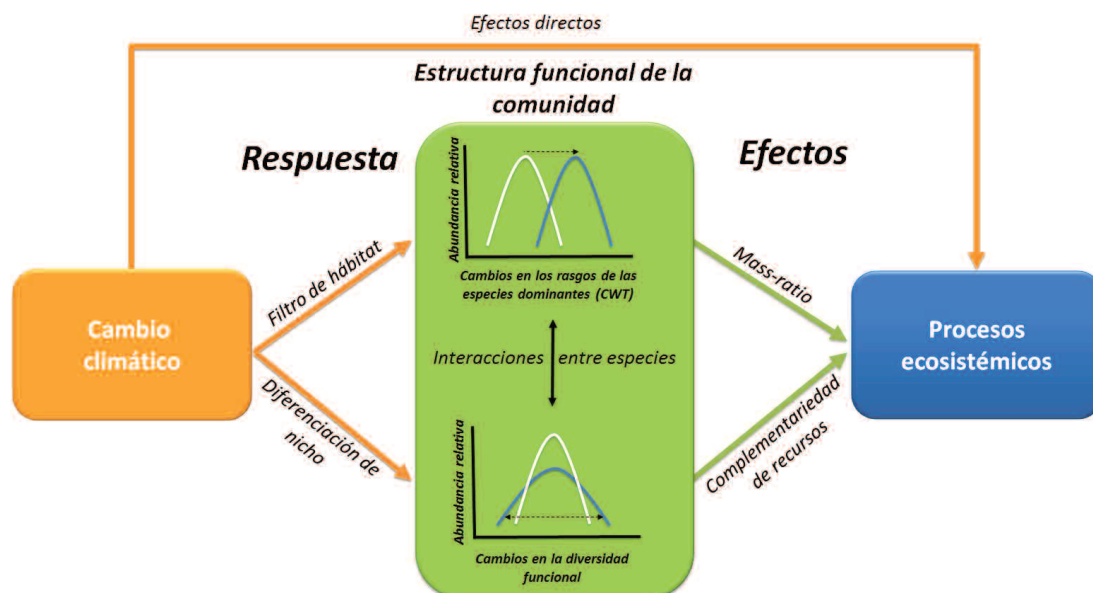 Efectos directos
Estructura funcional de la
comunidad
Respuesta
Efectos
Abundancia relativa
Cambios en los rasgos de las
especies dominantes (CWT)
Filtro de hábitat
Mass-ratio
Cambio
climático
Interacciones entre especies
Procesos
ecosistémicos
Diferenciación de
nicho
Complementariedad
de recursos
Abundancia relativa
Cambios en la diversidad
funcional